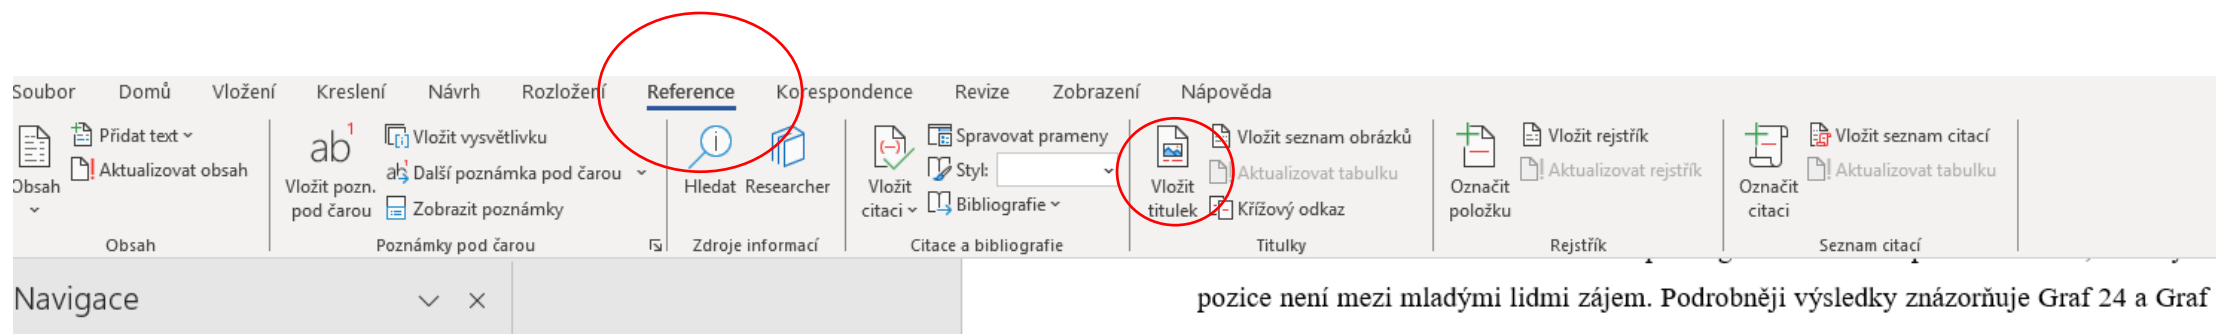 Soubor Domů Vložení Kreslení Návrh Rozložení Reference Korespondence Revize Zobrazení Nápověda
Obsah
Přidat text
Aktualizovat obsah
Obsah
ab1
Vložit pozn.
pod čarou
Vložit vysvětlivku
Další poznámka pod čarou
Zobrazit poznámky
Poznámky pod čarou
Hledat
Researcher
Zdroje informací
Vložit
citaci
Spravovat prameny
Styl:
Bibliografie
Citace a bibliografie
Vložit
titulek
Vložit seznam obrázků
Aktualizovat tabulku
Křížový odkaz
Titulky
Označit
položku
Vložit rejstřík
Aktualizovat rejstřík
Rejstřík
Označit
citaci
Vložit seznam citací
Aktualizovat tabulku
Seznam citací
Navigace
pozice není mezi mladými lidmi zájem. Podrobněji výsledky znázorňuje Graf 24 a Graf